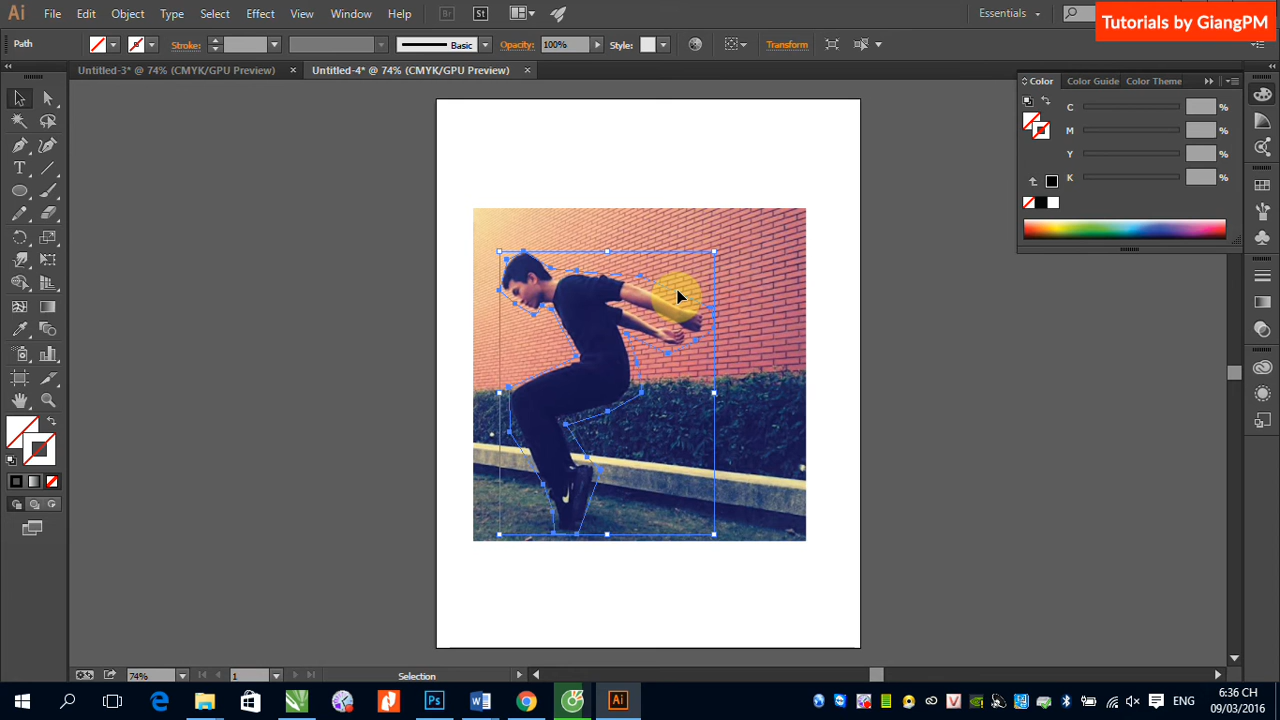 Ai File Edit Object Type Select Effect View Window Help Br St Essentials
Tutorials by GiangPM
Path Stroke: Basic Opacity: 100% Style: Transform
Untitled-3* @ 74% (CMYK/GPU Preview) × Untitled-4* @ 74% (CMYK/GPU Preview) ×
Color Color Guide Color Theme
C %
M %
Y %
K %
74% 1 Selection
ENG
6:36 CH
09/03/2016